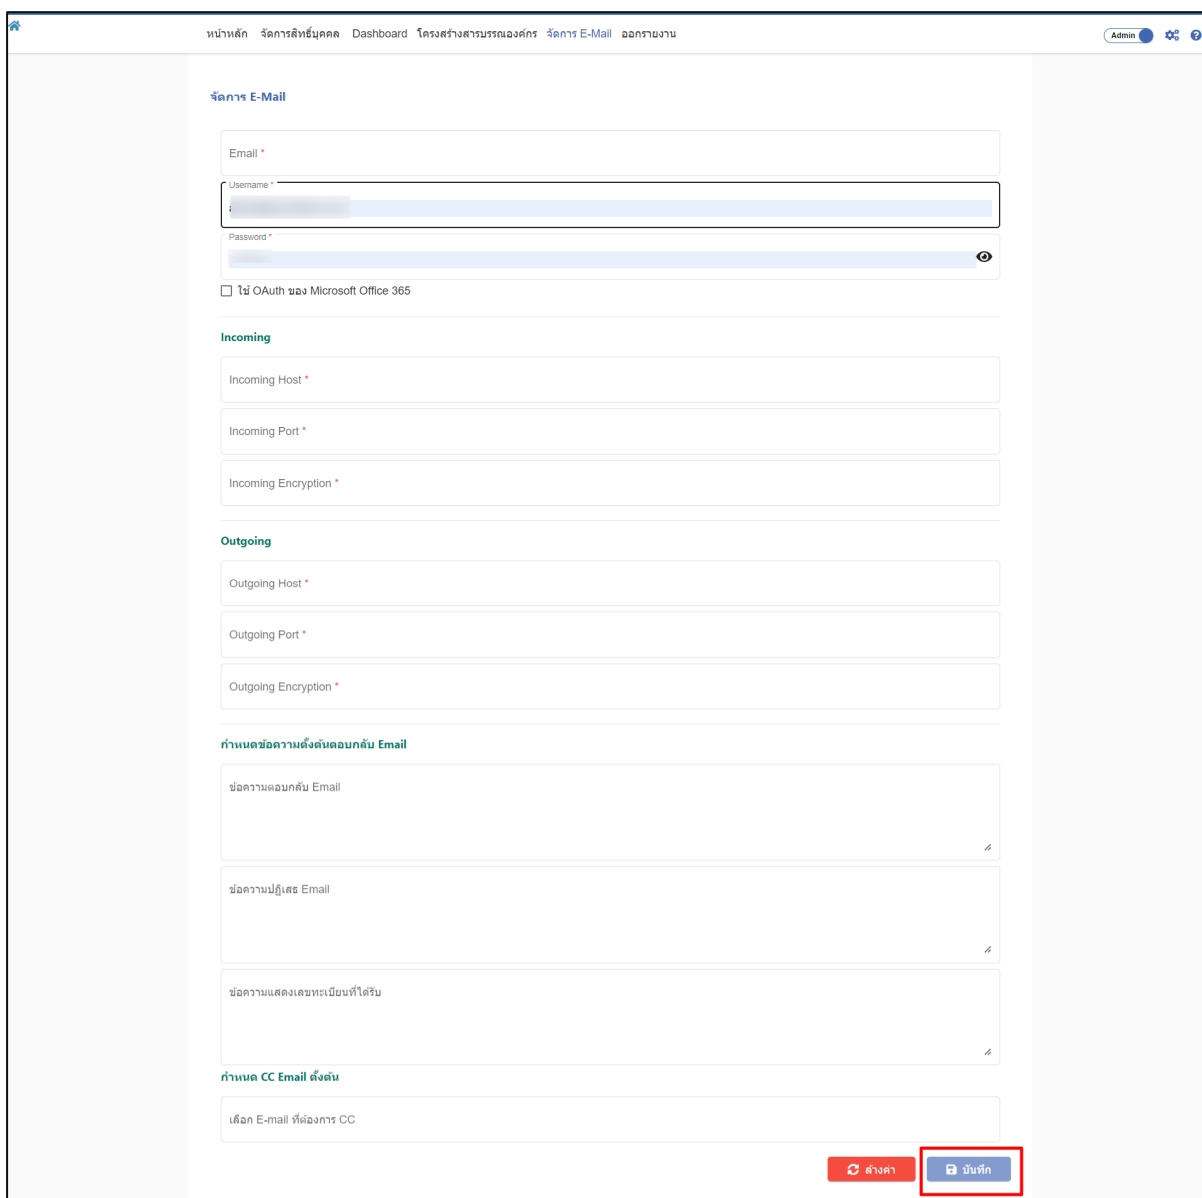 หน้าหลัก จัดการสิทธิ์บุคคล Dashboard โครงสร้างสารบรรณองค์กร จัดการ E-Mail ออกรายงาน Admin
จัดการ E-Mail
Email *
Username *
Password *
ใช้ OAuth ของ Microsoft Office 365
Incoming
Incoming Host *
Incoming Port *
Incoming Encryption *
Outgoing
Outgoing Host *
Outgoing Port *
Outgoing Encryption *
กำหนดข้อความตั้งต้นตอบกลับ Email
ข้อความตอบกลับ Email
ข้อความปฏิเสธ Email
ข้อความแสดงเลขทะเบียนที่ได้รับ
กำหนด CC Email ตั้งต้น
เลือก E-mail ที่ต้องการ CC
ล้างค่า บันทึก